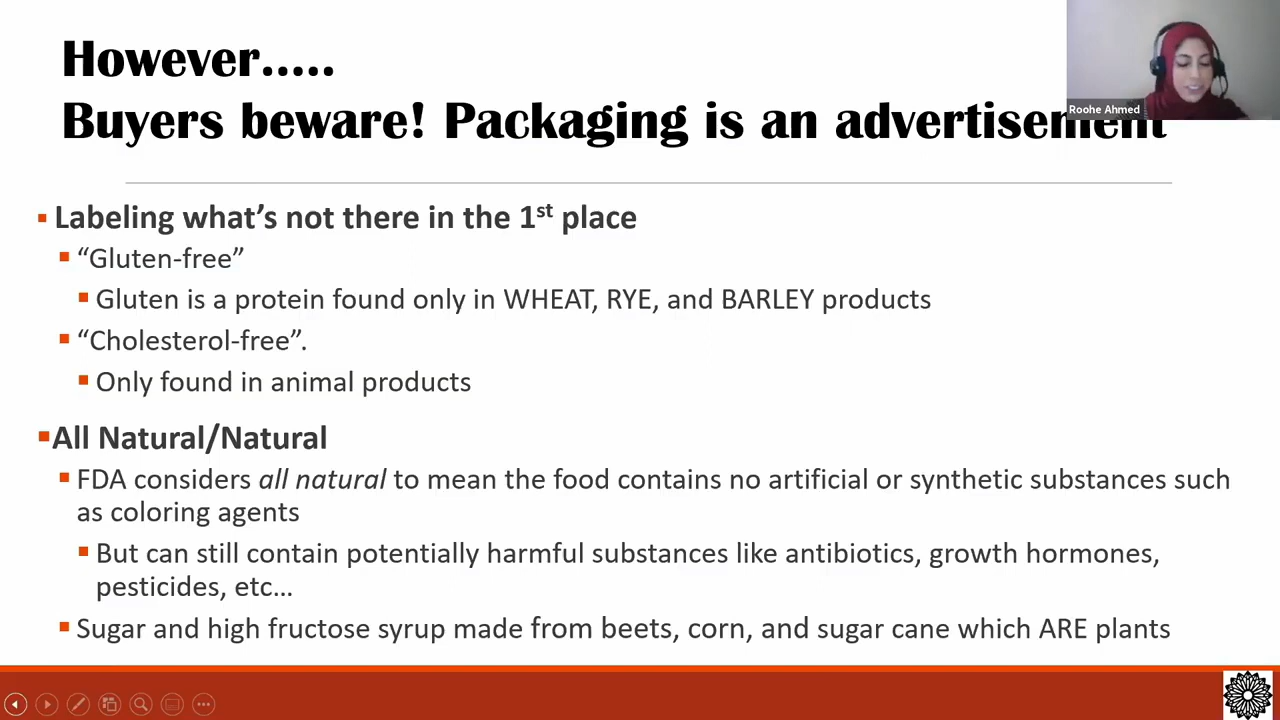 However.....
Buyers beware! Packaging is an advertisement
Roohe Ahmed
Labeling what’s not there in the 1st place
“Gluten-free”
Gluten is a protein found only in WHEAT, RYE, and BARLEY products
“Cholesterol-free”.
Only found in animal products
All Natural/Natural
FDA considers all natural to mean the food contains no artificial or synthetic substances such
as coloring agents
But can still contain potentially harmful substances like antibiotics, growth hormones,
pesticides, etc…
Sugar and high fructose syrup made from beets, corn, and sugar cane which ARE plants